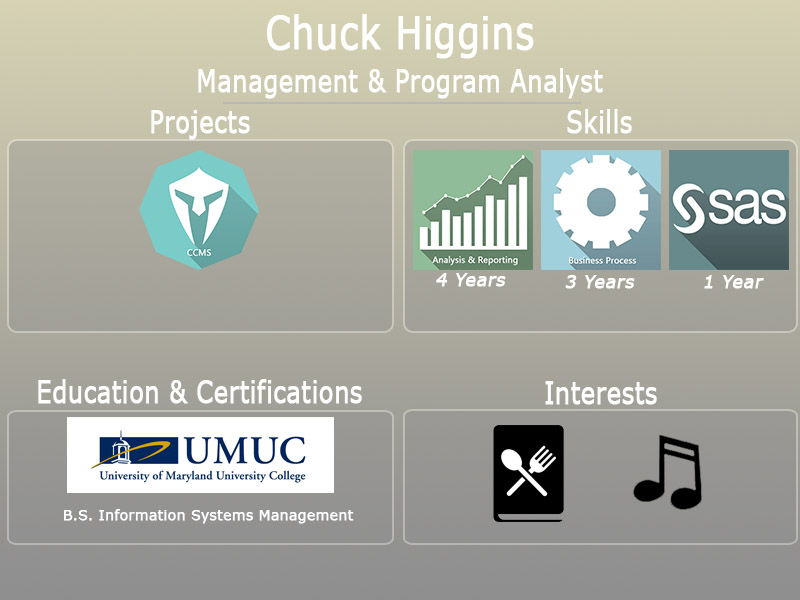 Chuck Higgins
Management & Program Analyst
Projects
CCMS
Skills
Analysis & Reporting
4 Years
Business Process
3 Years
sas
1 Year
Education & Certifications
UMUC
University of Maryland University College
B.S. Information Systems Management
Interests